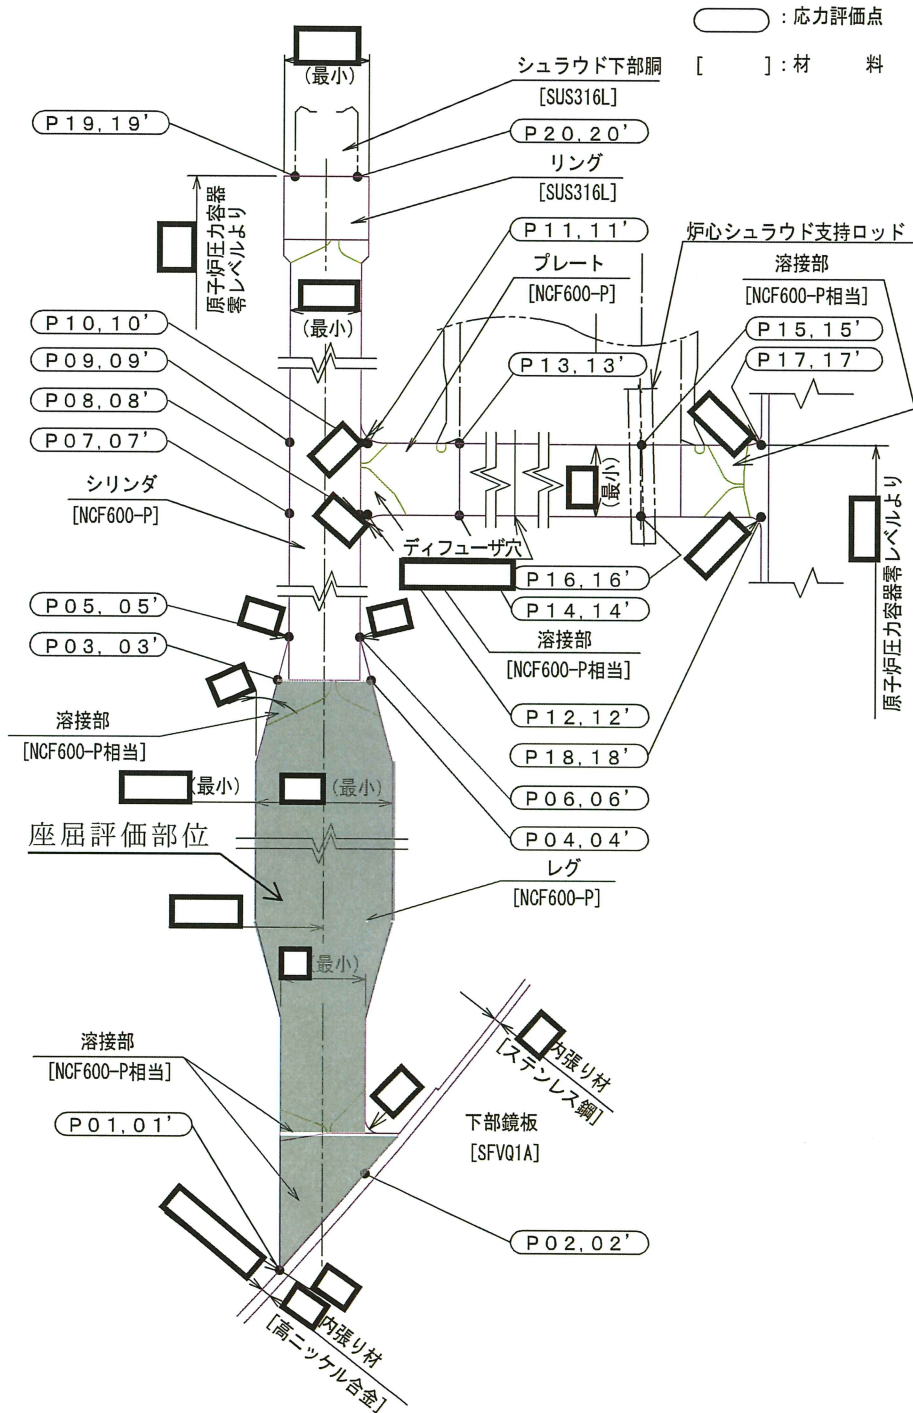 ：応力評価点
[　　]：材　料
(最小)
シュラウド下部胴
[SUS316L]
P19,19'
P20,20'
リング
[SUS316L]
原子炉圧力容器
零レベルより
P11,11'
炉心シュラウド支持ロッド
プレート
[NCF600-P]
溶接部
[NCF600-P相当]
(最小)
P10,10'
P15,15'
P09,09'
P13,13'
P17,17'
P08,08'
P07,07'
シリンダ
[NCF600-P]
(最小)
原子炉圧力容器零レベルより
ディフューザ穴
P16,16'
P14,14'
P05, 05'
溶接部
[NCF600-P相当]
P03, 03'
溶接部
[NCF600-P相当]
P12,12'
P18,18'
(最小)
(最小)
P06,06'
座屈評価部位
P04,04'
レグ
[NCF600-P]
(最小)
溶接部
[NCF600-P相当]
内張り材
[ステンレス鋼]
P01,01'
下部鏡板
[SFVQ1A]
P02,02'
内張り材
[高ニッケル合金]